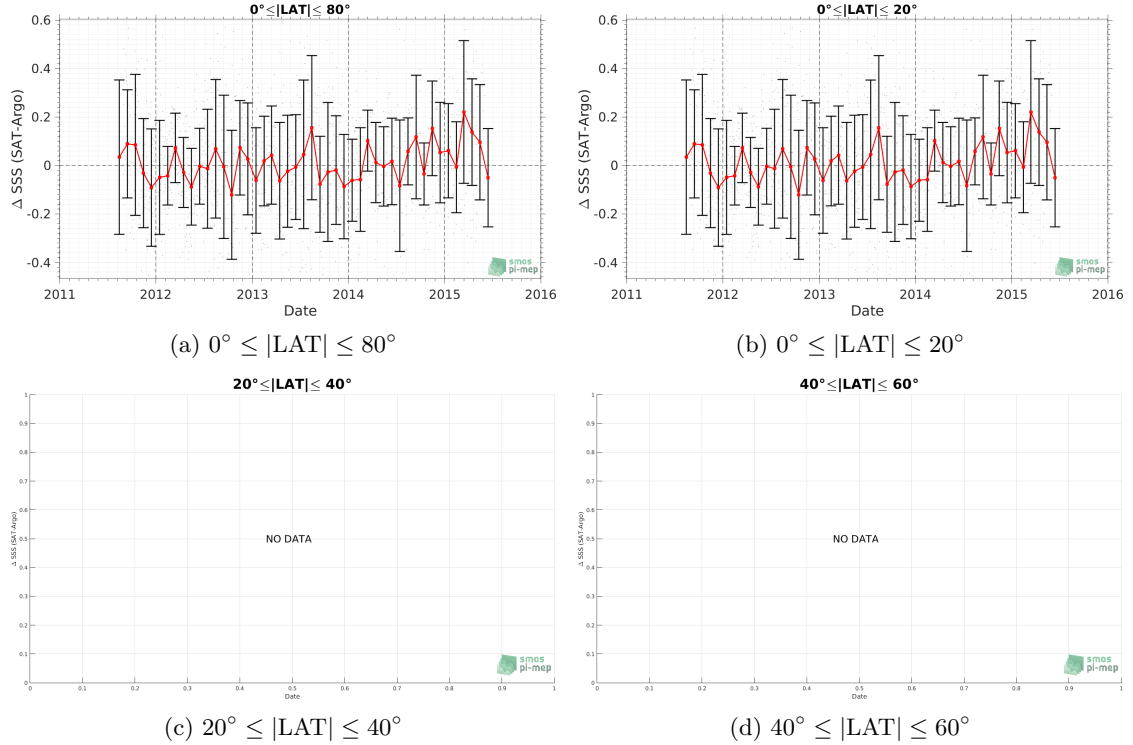 0°≤|LAT|≤ 80°
Δ SSS (SAT-Argo)
0.6
0.4
0.2
0
-0.2
-0.4
2011 2012 2013 2014 2015 2016
Date
smos
pi-mep
(a) 0° ≤ |LAT| ≤ 80°
0°≤|LAT|≤ 20°
Δ SSS (SAT-Argo)
0.6
0.4
0.2
0
-0.2
-0.4
2011 2012 2013 2014 2015 2016
Date
smos
pi-mep
(b) 0° ≤ |LAT| ≤ 20°
20°≤|LAT|≤ 40°
Δ SSS (SAT-Argo)
1
0.9
0.8
0.7
0.6
0.5
0.4
0.3
0.2
0.1
0
NO DATA
0 0.1 0.2 0.3 0.4 0.5 0.6 0.7 0.8 0.9 1
Date
smos
pi-mep
(c) 20° ≤ |LAT| ≤ 40°
40°≤|LAT|≤ 60°
Δ SSS (SAT-Argo)
1
0.9
0.8
0.7
0.6
0.5
0.4
0.3
0.2
0.1
0
NO DATA
0 0.1 0.2 0.3 0.4 0.5 0.6 0.7 0.8 0.9 1
Date
smos
pi-mep
(d) 40° ≤ |LAT| ≤ 60°